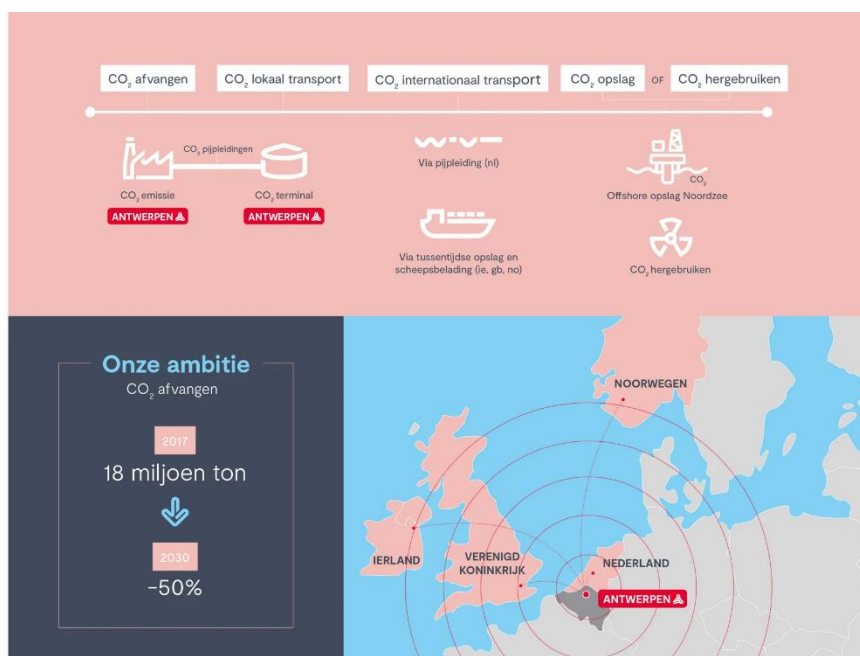 CO₂ afvangen
CO₂ lokaal transport
CO₂ internationaal transport
CO₂ opslag
OF
CO₂ hergebruiken
CO₂ pijpleidingen
CO₂ emissie
ANTWERPEN
CO₂ terminal
ANTWERPEN
Via pijpleiding (nl)
Via tussentijdse opslag en
scheepsbelading (ie, gb, no)
CO₂
Offshore opslag Noordzee
CO₂ hergebruiken
Onze ambitie
CO₂ afvangen
2017
18 miljoen ton
2030
-50%
NOORWEGEN
IERLAND
VERENIGD
KONINKRIJK
NEDERLAND
ANTWERPEN